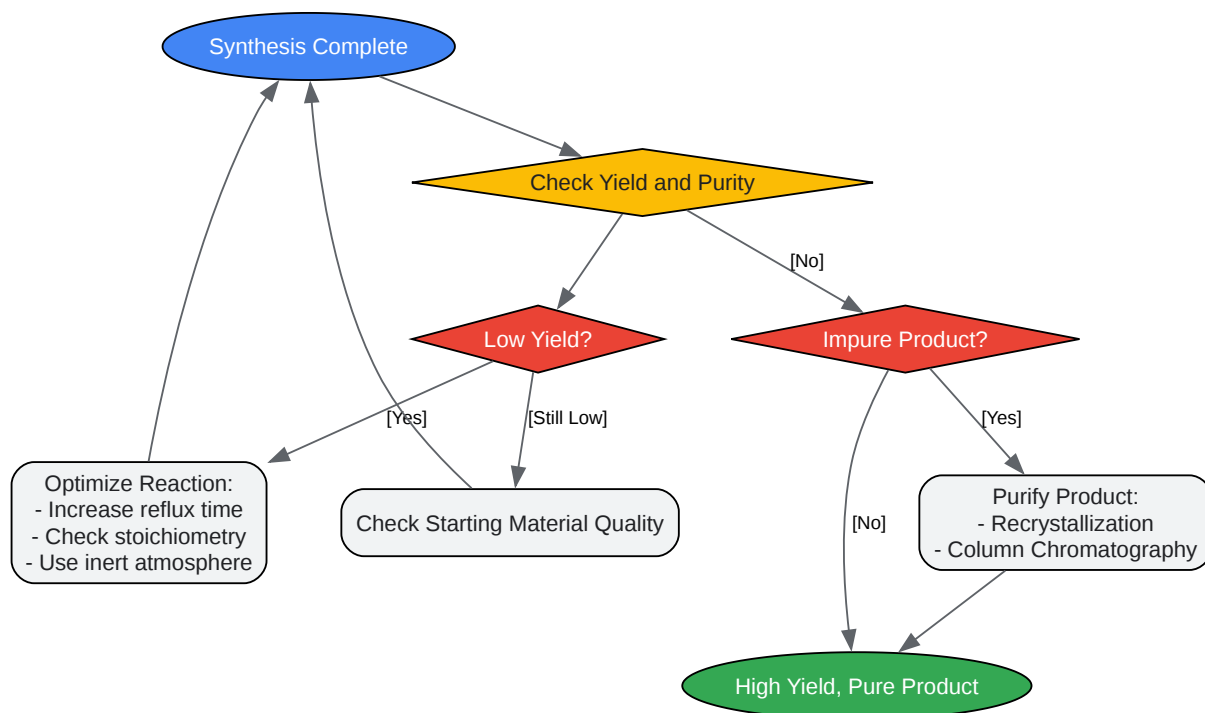 Synthesis Complete
Check Yield and Purity
[No]
Low Yield?
Impure Product?
[Yes]
[Still Low]
[Yes]
Optimize Reaction:
- Increase reflux time
- Check stoichiometry
- Use inert atmosphere
Check Starting Material Quality
[No]
Purify Product:
- Recrystallization
- Column Chromatography
High Yield, Pure Product